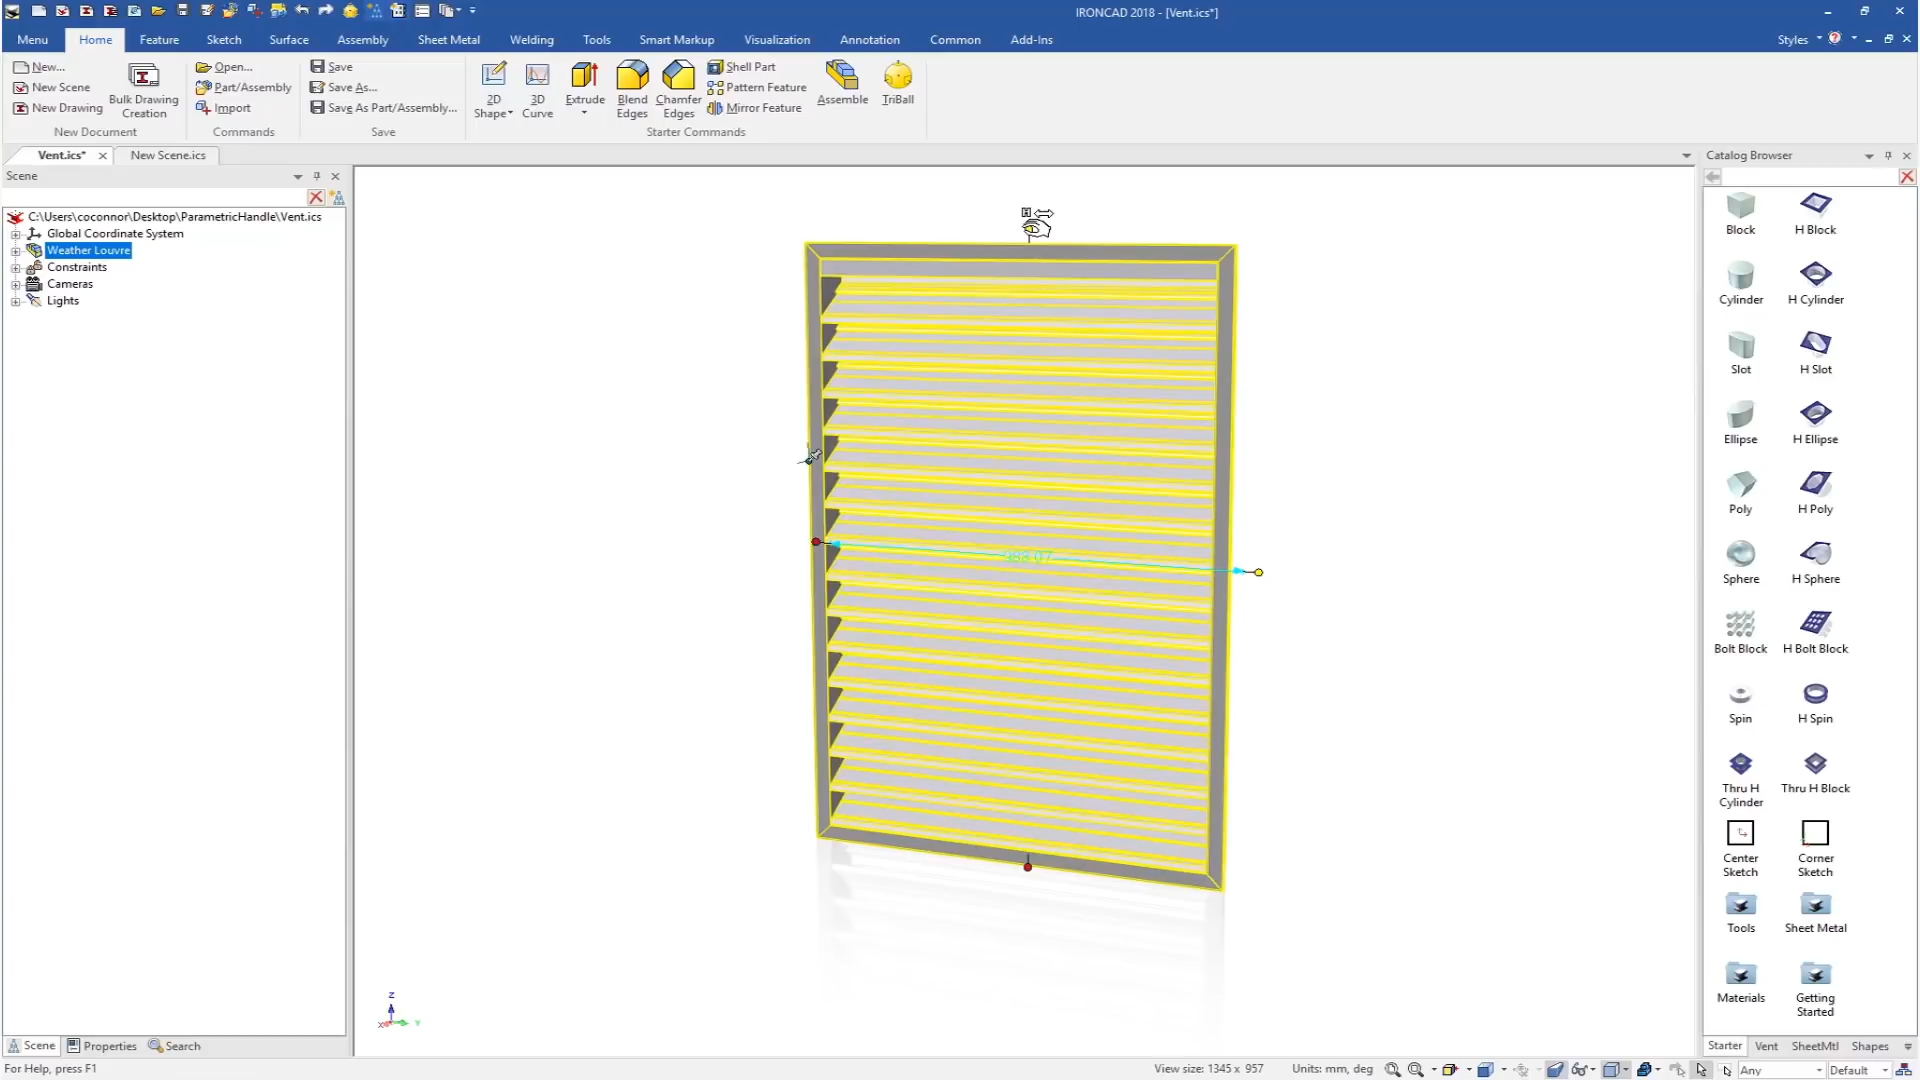 IRONCAD 2018 - [Vent.ics*]
Menu Home Feature Sketch Surface Assembly Sheet Metal Welding Tools Smart Markup Visualization Annotation Common Add-Ins Styles
New...
New Scene
New Drawing
Bulk Drawing Creation
New Document
Open...
Part/Assembly
Import
Commands
Save
Save As...
Save As Part/Assembly...
Save
2D Shape
3D Curve
Extrude
Blend Edges
Chamfer Edges
Shell Part
Pattern Feature
Mirror Feature
Assemble
TriBall
Starter Commands
Vent.ics* New Scene.ics
Scene
C:\Users\coconnor\Desktop\ParametricHandle\Vent.ics
Global Coordinate System
Weather Louvre
Constraints
Cameras
Lights
Z
X Y
Scene Properties Search
Catalog Browser
Block H Block
Cylinder H Cylinder
Slot H Slot
Ellipse H Ellipse
Poly H Poly
Sphere H Sphere
Bolt Block H Bolt Block
Spin H Spin
Thru H Cylinder Thru H Block
Center Sketch Corner Sketch
Tools Sheet Metal
Materials Getting Started
Starter Vent SheetMtl Shapes
For Help, press F1
View size: 1345 x 957 Units: mm, deg Any Default